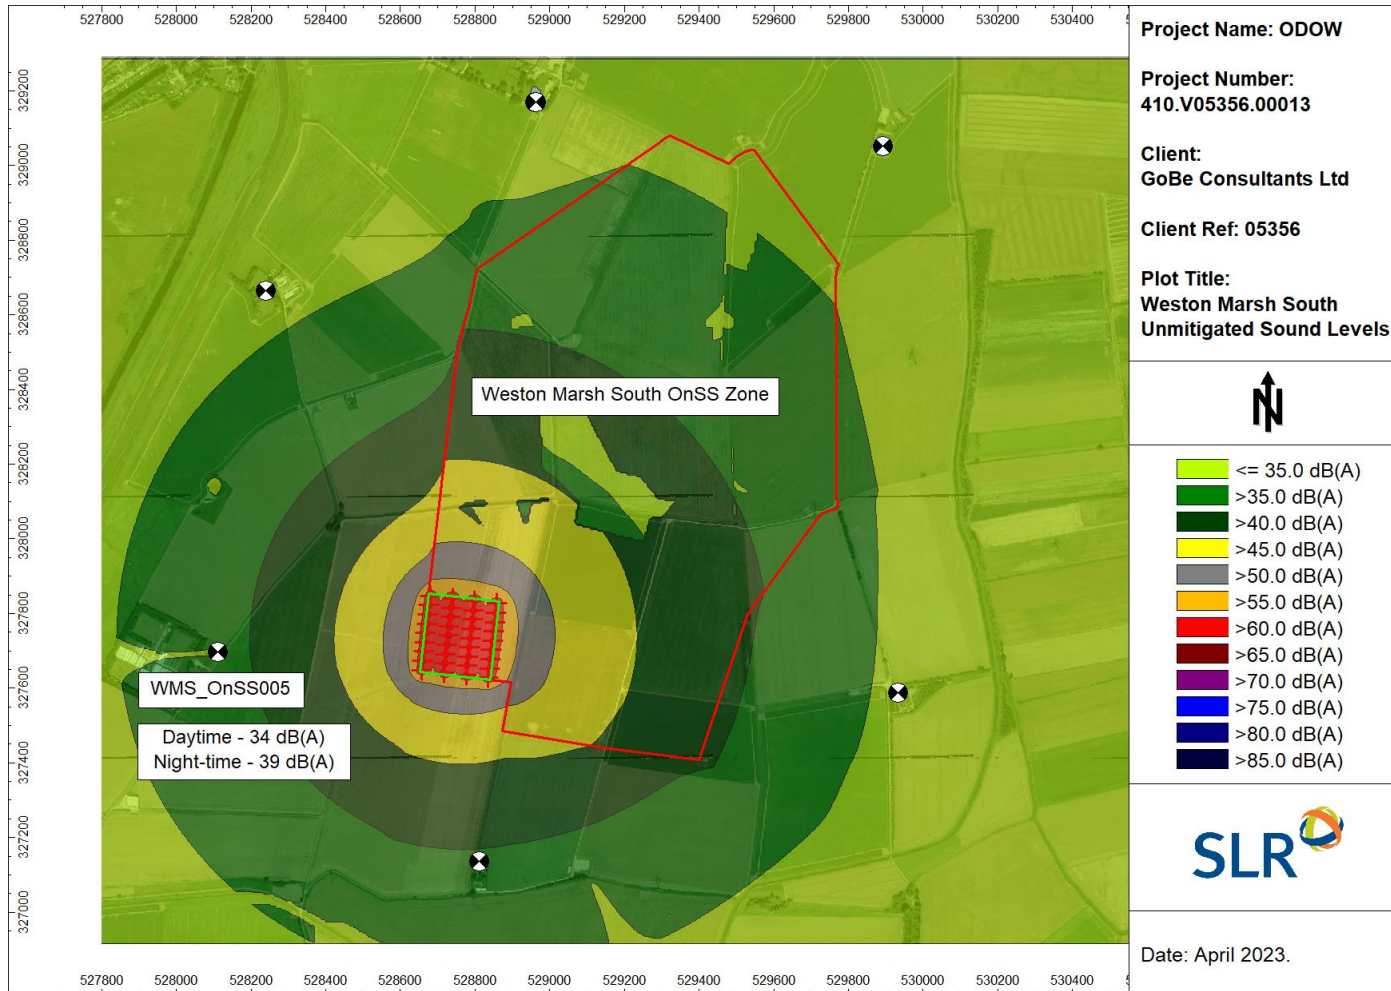 527800 528000 528200 528400 528600 528800 529000 529200 529400 529600 529800 530000 530200 530400
Project Name: ODOW
Project Number:
410.V05356.00013
Client:
GoBe Consultants Ltd
Client Ref: 05356
Plot Title:
Weston Marsh South
Unmitigated Sound Levels
N
<= 35.0 dB(A)
>35.0 dB(A)
>40.0 dB(A)
>45.0 dB(A)
>50.0 dB(A)
>55.0 dB(A)
>60.0 dB(A)
>65.0 dB(A)
>70.0 dB(A)
>75.0 dB(A)
>80.0 dB(A)
>85.0 dB(A)
SLR
Date: April 2023.
329200
329000
328800
328600
328400
328200
328000
327800
327600
327400
327200
327000
Weston Marsh South OnSS Zone
WMS_OnSS005
Daytime - 34 dB(A)
Night-time - 39 dB(A)
527800 528000 528200 528400 528600 528800 529000 529200 529400 529600 529800 530000 530200 530400